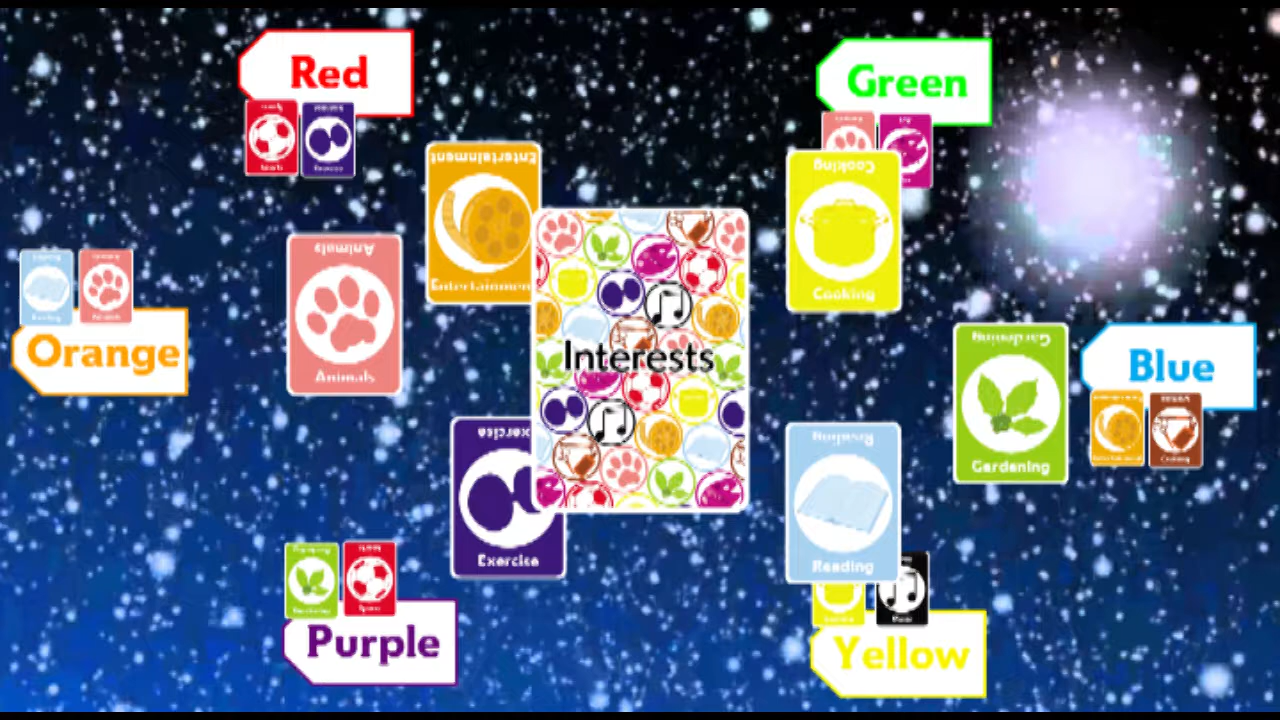 Red
Green
Entertainment
Entertainment
Cooking
Cooking
Animals
Animals
Orange
Interests
Gardening
Gardening
Blue
Exercise
Exercise
Reading
Reading
Purple
Yellow